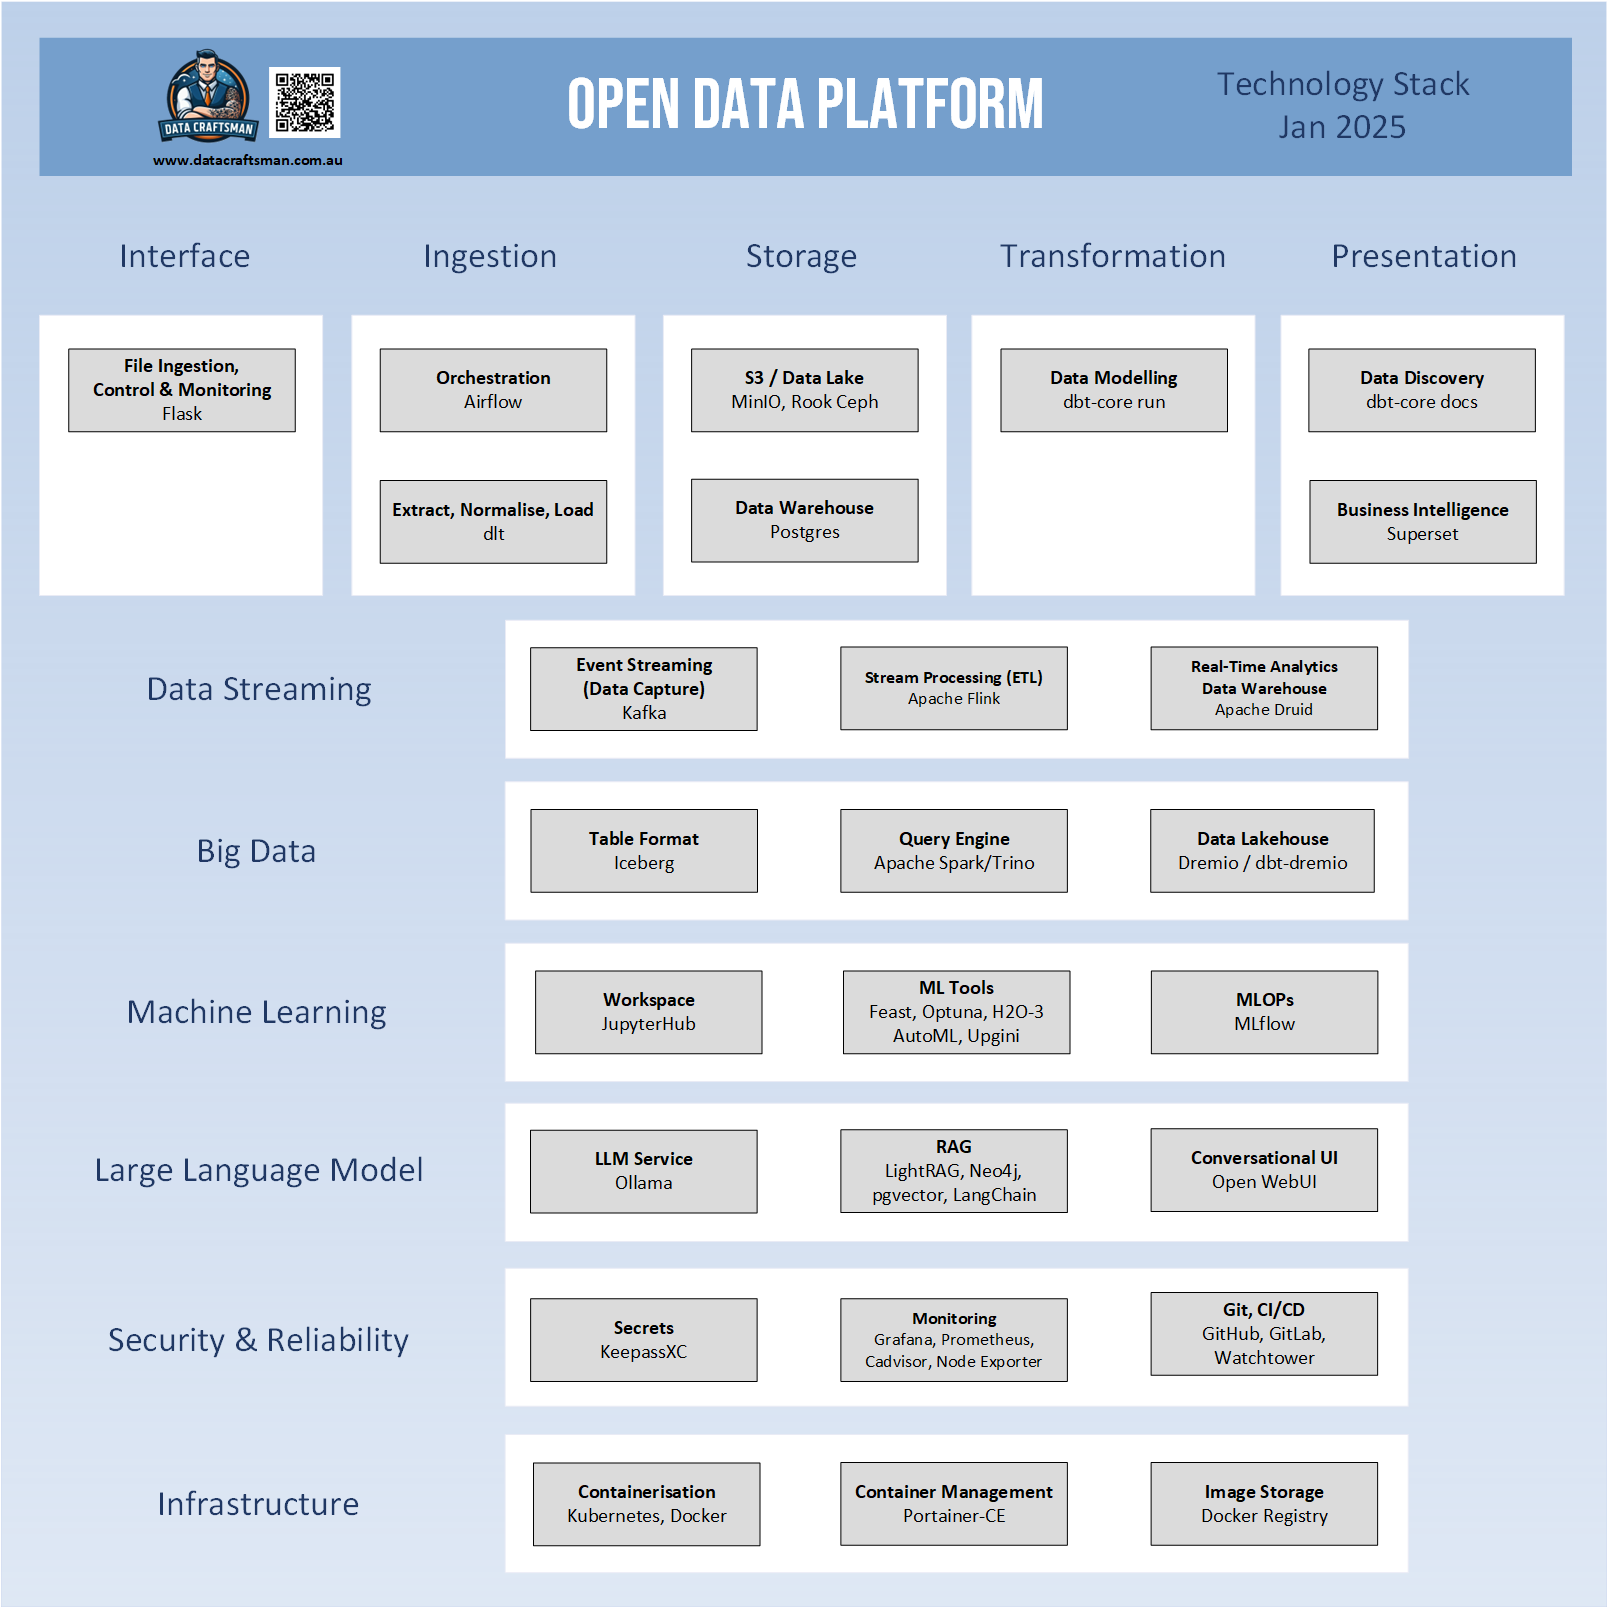 DATA CRAFTSMAN
www.datacraftsman.com.au
OPEN DATA PLATFORM
Technology Stack
Jan 2025
Interface
Ingestion
Storage
Transformation
Presentation
File Ingestion,
Control & Monitoring
Flask
Orchestration
Airflow
S3 / Data Lake
MinIO, Rook Ceph
Data Modelling
dbt-core run
Data Discovery
dbt-core docs
Extract, Normalise, Load
dlt
Data Warehouse
Postgres
Business Intelligence
Superset
Data Streaming
Event Streaming
(Data Capture)
Kafka
Stream Processing (ETL)
Apache Flink
Real-Time Analytics
Data Warehouse
Apache Druid
Big Data
Table Format
Iceberg
Query Engine
Apache Spark/Trino
Data Lakehouse
Dremio / dbt-dremio
Machine Learning
Workspace
JupyterHub
ML Tools
Feast, Optuna, H2O-3
AutoML, Upgini
MLOPs
MLflow
Large Language Model
LLM Service
Ollama
RAG
LightRAG, Neo4j,
pgvector, LangChain
Conversational UI
Open WebUI
Security & Reliability
Secrets
KeepassXC
Monitoring
Grafana, Prometheus,
Cadvisor, Node Exporter
Git, CI/CD
GitHub, GitLab,
Watchtower
Infrastructure
Containerisation
Kubernetes, Docker
Container Management
Portainer-CE
Image Storage
Docker Registry